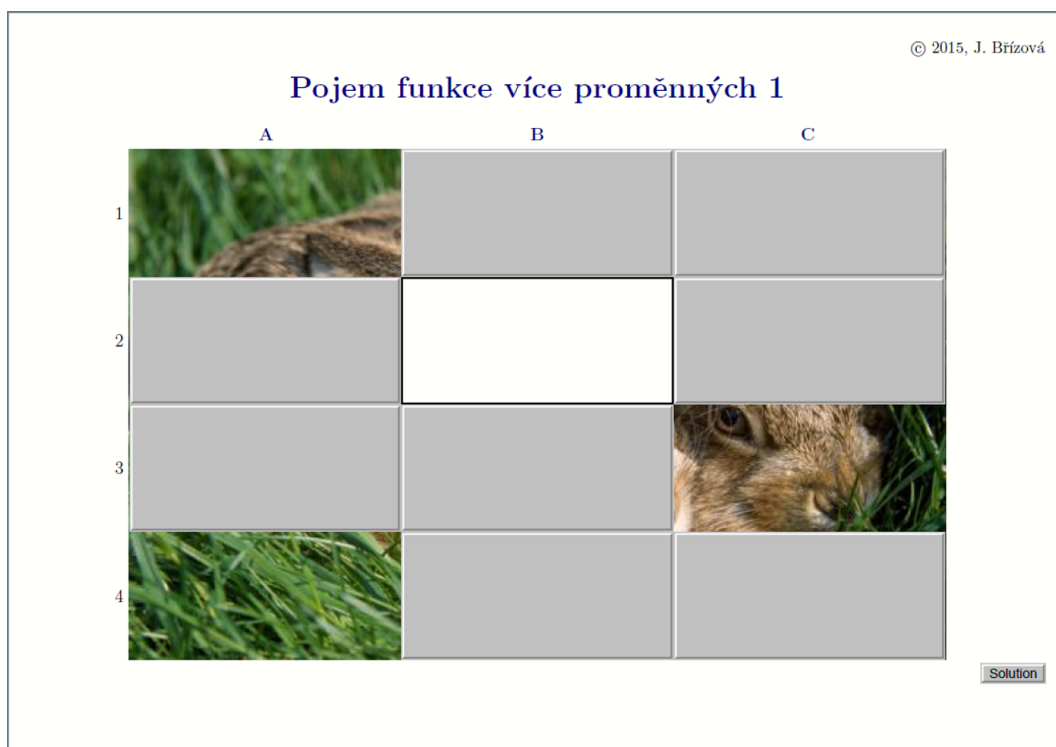 © 2015, J. Břízová
Pojem funkce více proměnných 1
A B C
1
2
3
4
Solution